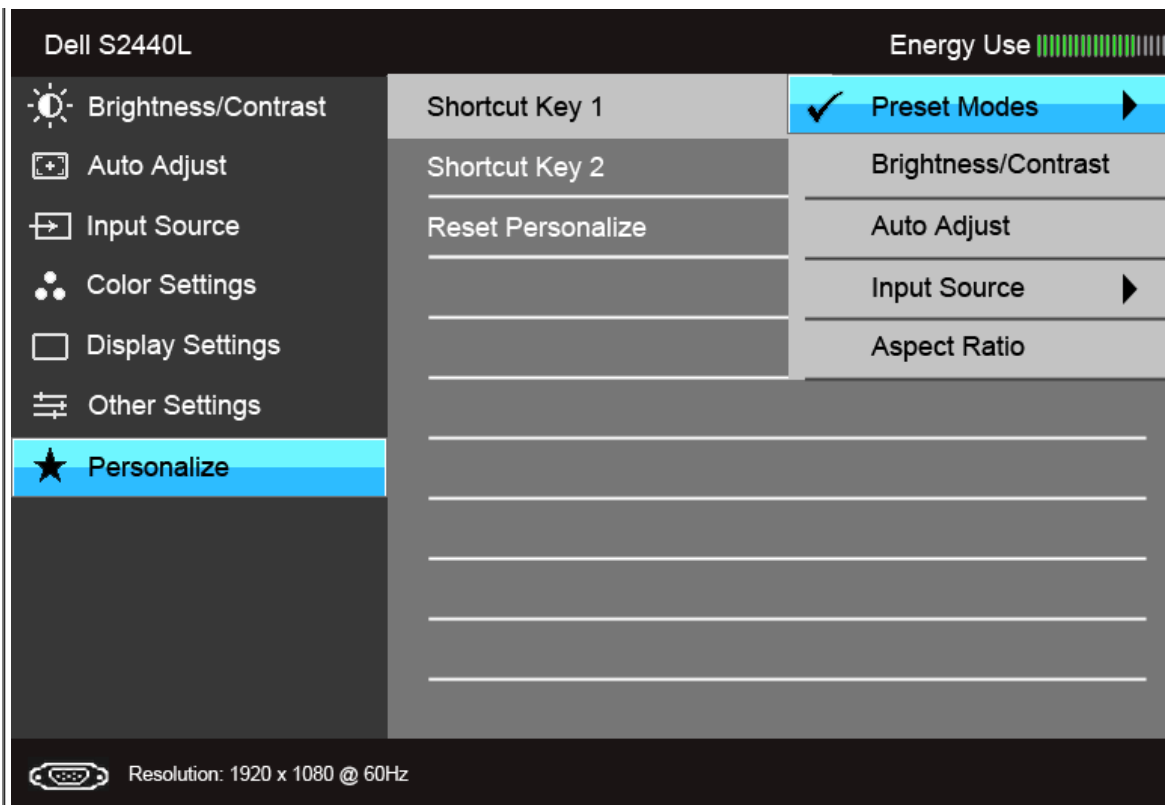 Dell S2440L
Energy Use
Brightness/Contrast
Auto Adjust
Input Source
Color Settings
Display Settings
Other Settings
Personalize
Shortcut Key 1
Shortcut Key 2
Reset Personalize
Preset Modes
Brightness/Contrast
Auto Adjust
Input Source
Aspect Ratio
Resolution: 1920 x 1080 @ 60Hz